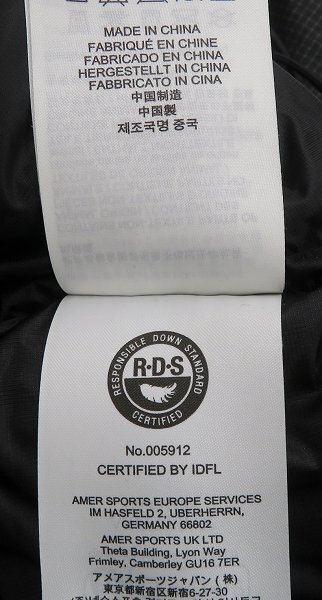 MADE IN CHINA
FABRIQUÉ EN CHINE
FABRICADO EN CHINA
HERGESTELLT IN CHINA
FABBRICATO IN CINA
中国制造
中国製
제조국명 중국
RESPONSIBLE DOWN STANDARD
R·D·S
CERTIFIED
No.005912
CERTIFIED BY IDFL
AMER SPORTS EUROPE SERVICES
IM HASFELD 2, UBERHERRN,
GERMANY 66802
AMER SPORTS UK LTD
Theta Building, Lyon Way
Frimley, Camberley GU16 7ER
アメアスポーツジャパン(株)
東京都新宿区新宿6-27-30